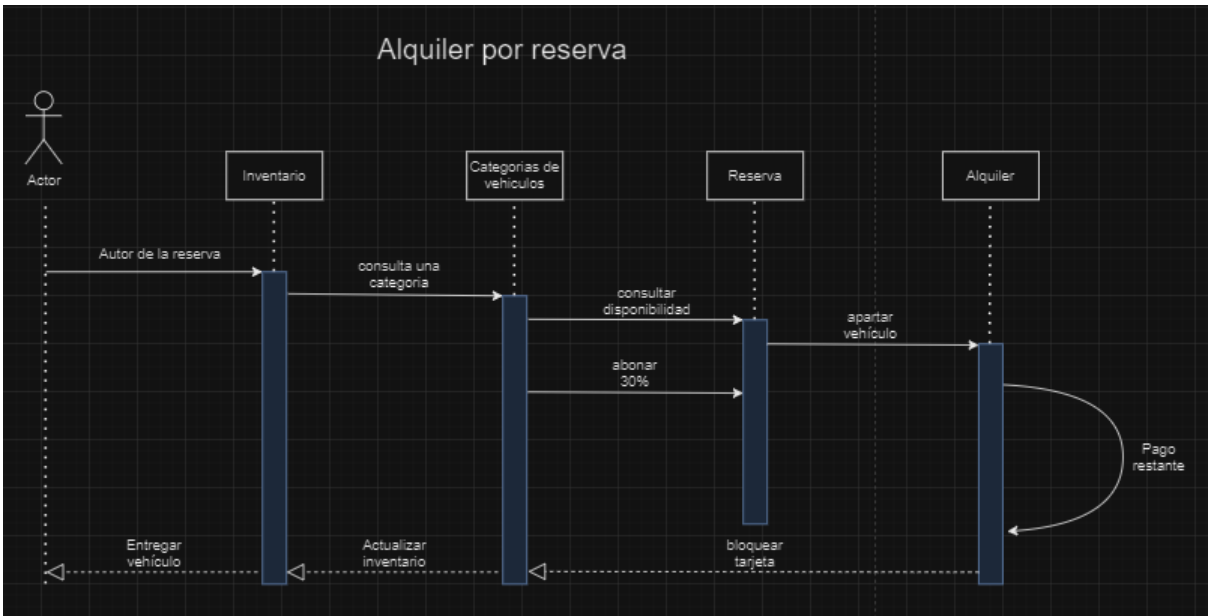 Alquiler por reserva
Actor
Inventario
Categorias de
vehiculos
Reserva
Alquiler
Autor de la reserva
consulta una
categoria
consultar
disponibilidad
apartar
vehículo
abonar
30%
Pago
restante
Entregar
vehículo
Actualizar
inventario
bloquear
tarjeta